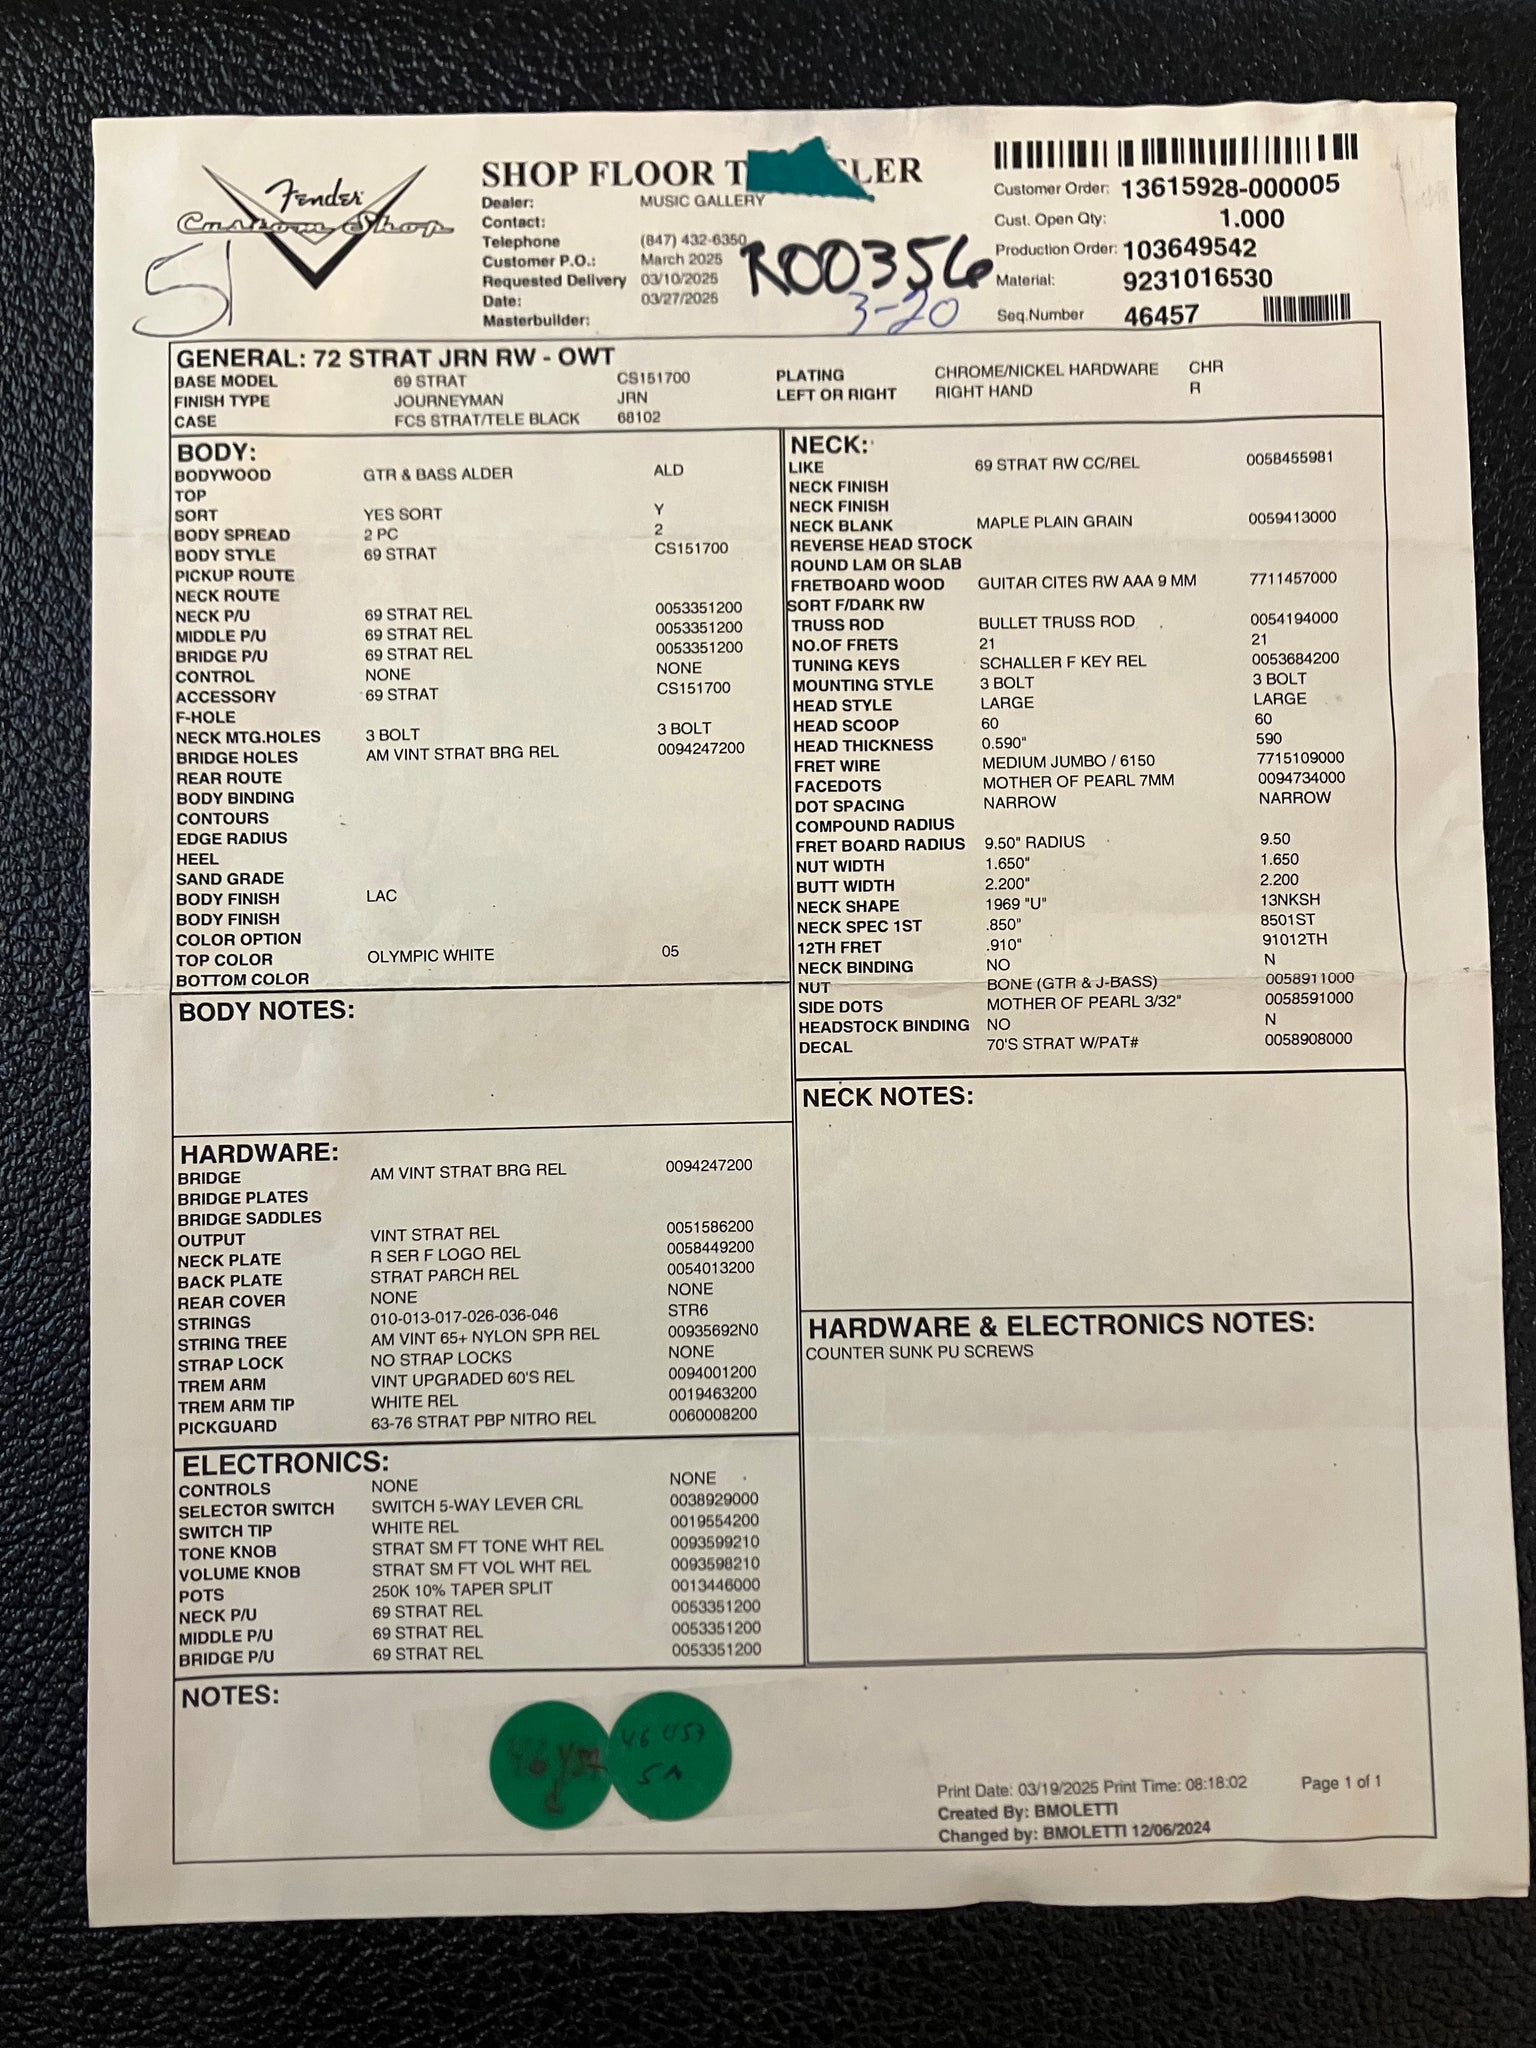 Fender
Custom Shop
51
SHOP FLOOR T LER
Dealer: MUSIC GALLERY
Contact:
Telephone (847) 432-6350
Customer P.O.: March 2025
Requested Delivery 03/10/2025
Date: 03/27/2025
Masterbuilder:
R00356
3-20
Customer Order: 13615928-000005
Cust. Open Qty: 1.000
Production Order: 103649542
Material: 9231016530
Seq.Number 46457
GENERAL: 72 STRAT JRN RW - OWT
BASE MODEL 69 STRAT CS151700 PLATING CHROME/NICKEL HARDWARE CHR
FINISH TYPE JOURNEYMAN JRN LEFT OR RIGHT RIGHT HAND R
CASE FCS STRAT/TELE BLACK 68102
BODY:
BODYWOOD GTR & BASS ALDER ALD
TOP
SORT YES SORT Y
BODY SPREAD 2 PC 2
BODY STYLE 69 STRAT CS151700
PICKUP ROUTE
NECK ROUTE
NECK P/U 69 STRAT REL 0053351200
MIDDLE P/U 69 STRAT REL 0053351200
BRIDGE P/U 69 STRAT REL 0053351200
CONTROL NONE NONE
ACCESSORY 69 STRAT CS151700
F-HOLE
NECK MTG.HOLES 3 BOLT 3 BOLT
BRIDGE HOLES AM VINT STRAT BRG REL 0094247200
REAR ROUTE
BODY BINDING
CONTOURS
EDGE RADIUS
HEEL
SAND GRADE
BODY FINISH LAC
BODY FINISH
COLOR OPTION
TOP COLOR OLYMPIC WHITE 05
BOTTOM COLOR
BODY NOTES:
NECK:
LIKE 69 STRAT RW CC/REL 0058455981
NECK FINISH
NECK FINISH
NECK BLANK MAPLE PLAIN GRAIN 0059413000
REVERSE HEAD STOCK
ROUND LAM OR SLAB
FRETBOARD WOOD GUITAR CITES RW AAA 9 MM 7711457000
SORT F/DARK RW
TRUSS ROD BULLET TRUSS ROD 0054194000
NO.OF FRETS 21 21
TUNING KEYS SCHALLER F KEY REL 0053684200
MOUNTING STYLE 3 BOLT 3 BOLT
HEAD STYLE LARGE LARGE
HEAD SCOOP 60 60
HEAD THICKNESS 0.590" 590
FRET WIRE MEDIUM JUMBO / 6150 7715109000
FACEDOTS MOTHER OF PEARL 7MM 0094734000
DOT SPACING NARROW NARROW
COMPOUND RADIUS
FRET BOARD RADIUS 9.50" RADIUS 9.50
NUT WIDTH 1.650" 1.650
BUTT WIDTH 2.200" 2.200
NECK SHAPE 1969 "U" 13NKSH
NECK SPEC 1ST .850" 8501ST
12TH FRET .910" 91012TH
NECK BINDING NO N
NUT BONE (GTR & J-BASS) 0058911000
SIDE DOTS MOTHER OF PEARL 3/32" 0058591000
HEADSTOCK BINDING NO N
DECAL 70'S STRAT W/PAT# 0058908000
NECK NOTES:
HARDWARE:
BRIDGE AM VINT STRAT BRG REL 0094247200
BRIDGE PLATES
BRIDGE SADDLES
OUTPUT VINT STRAT REL 0051586200
NECK PLATE R SER F LOGO REL 0058449200
BACK PLATE STRAT PARCH REL 0054013200
REAR COVER NONE NONE
STRINGS 010-013-017-026-036-046 STR6
STRING TREE AM VINT 65+ NYLON SPR REL 00935692N0
STRAP LOCK NO STRAP LOCKS NONE
TREM ARM VINT UPGRADED 60'S REL 0094001200
TREM ARM TIP WHITE REL 0019463200
PICKGUARD 63-76 STRAT PBP NITRO REL 0060008200
HARDWARE & ELECTRONICS NOTES:
COUNTER SUNK PU SCREWS
ELECTRONICS:
CONTROLS NONE NONE
SELECTOR SWITCH SWITCH 5-WAY LEVER CRL 0038929000
SWITCH TIP WHITE REL 0019554200
TONE KNOB STRAT SM FT TONE WHT REL 0093599210
VOLUME KNOB STRAT SM FT VOL WHT REL 0093598210
POTS 250K 10% TAPER SPLIT 0013446000
NECK P/U 69 STRAT REL 0053351200
MIDDLE P/U 69 STRAT REL 0053351200
BRIDGE P/U 69 STRAT REL 0053351200
NOTES:
46457
46457
Print Date: 03/19/2025 Print Time: 08:18:02 Page 1 of 1
Created By: BMOLETTI
Changed by: BMOLETTI 12/06/2024